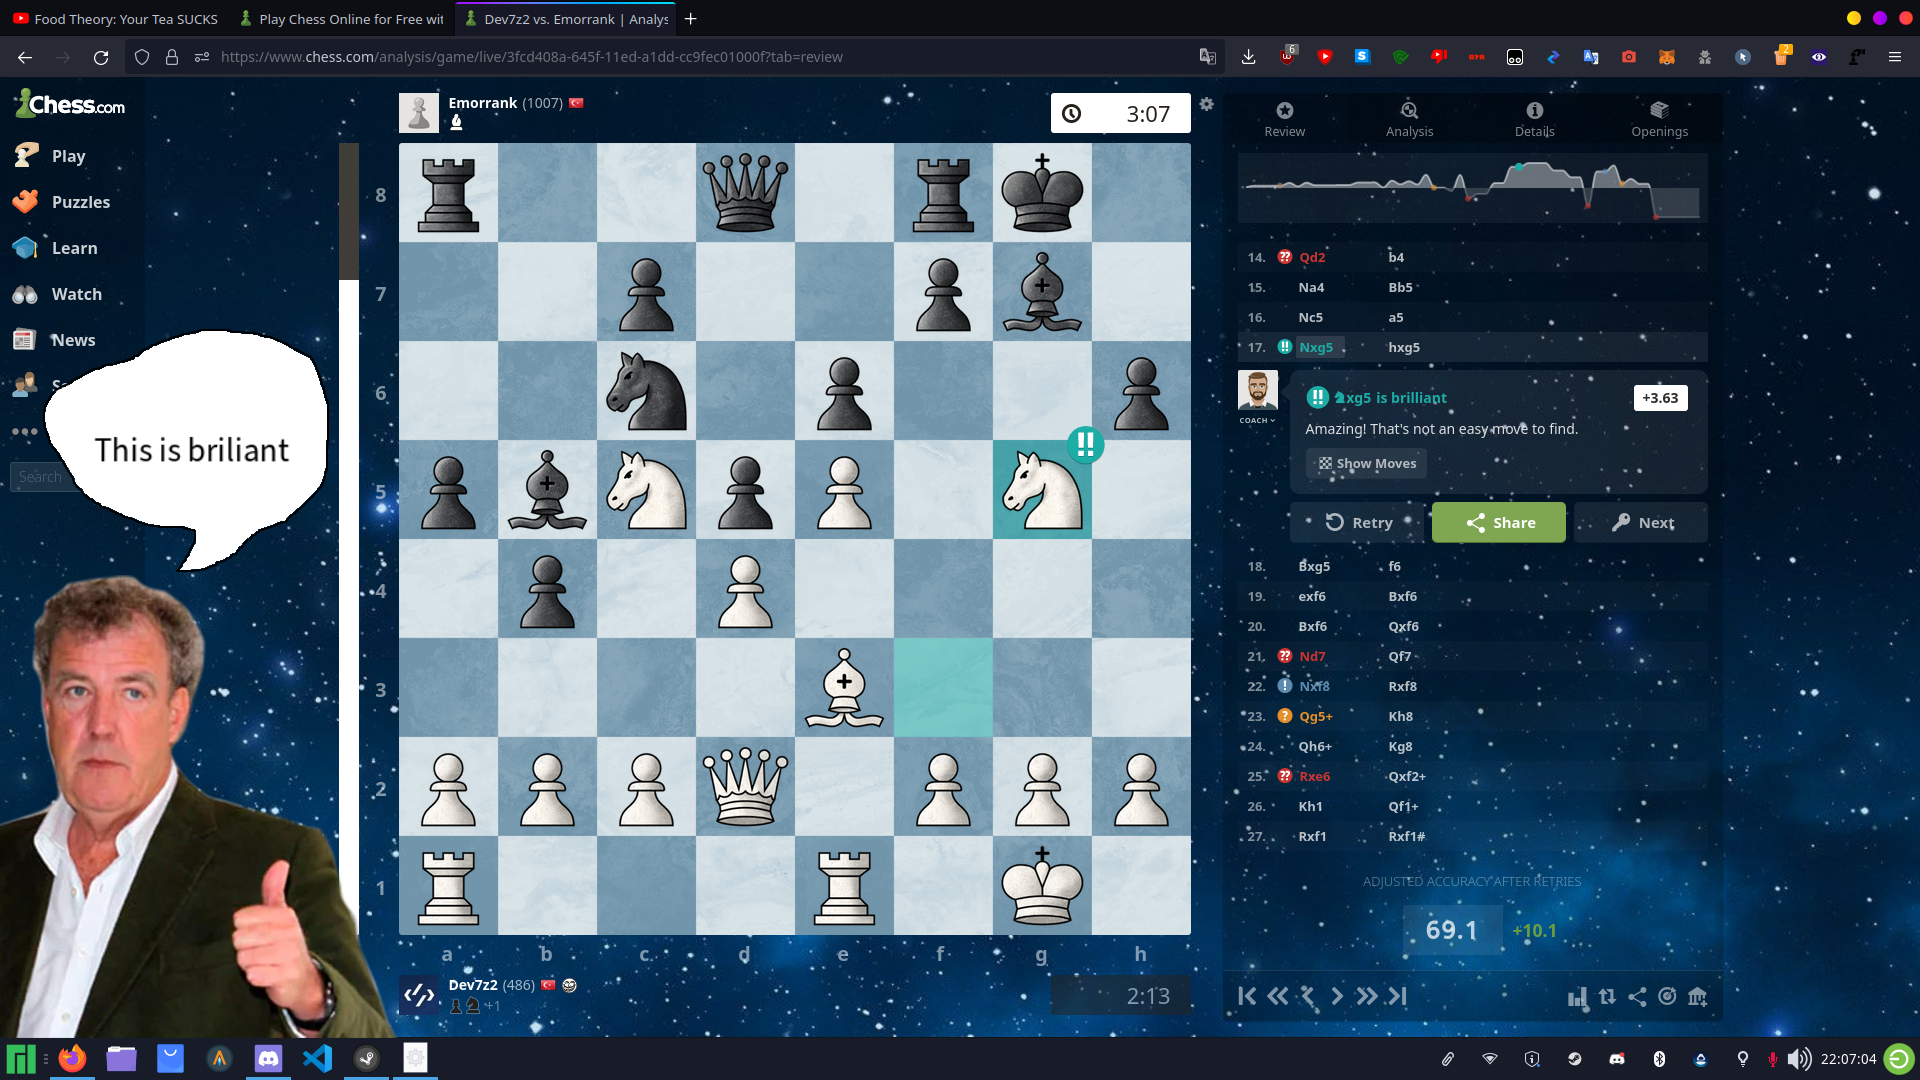 Food Theory: Your Tea SUCKS
Play Chess Online for Free wit
Dev7z2 vs. Emorrank | Analys
https://www.chess.com/analysis/game/live/3fcd408a-645f-11ed-a1dd-cc9fec01000f?tab=review
6
2
Chess.com
Play
Puzzles
Learn
Watch
News
Search
This is briliant
Emorrank (1007)
3:07
8
7
6
5
4
3
2
1
!!
a b c d e f g h
Dev7z2 (486)
+1
2:13
Review
Analysis
Details
Openings
14. ?? Qd2 b4
15. Na4 Bb5
16. Nc5 a5
17. !! Nxg5 hxg5
COACH
!! xg5 is brilliant
+3.63
Amazing! That's not an easy move to find.
Show Moves
Retry
Share
Next
18. Bxg5 f6
19. exf6 Bxf6
20. Bxf6 Qxf6
21. ?? Nd7 Qf7
22. ! Nxf8 Rxf8
23. ? Qg5+ Kh8
24. Qh6+ Kg8
25. ?? Rxe6 Qxf2+
26. Kh1 Qf1+
27. Rxf1 Rxf1#
ADJUSTED ACCURACY AFTER RETRIES
69.1
+10.1
22:07:04